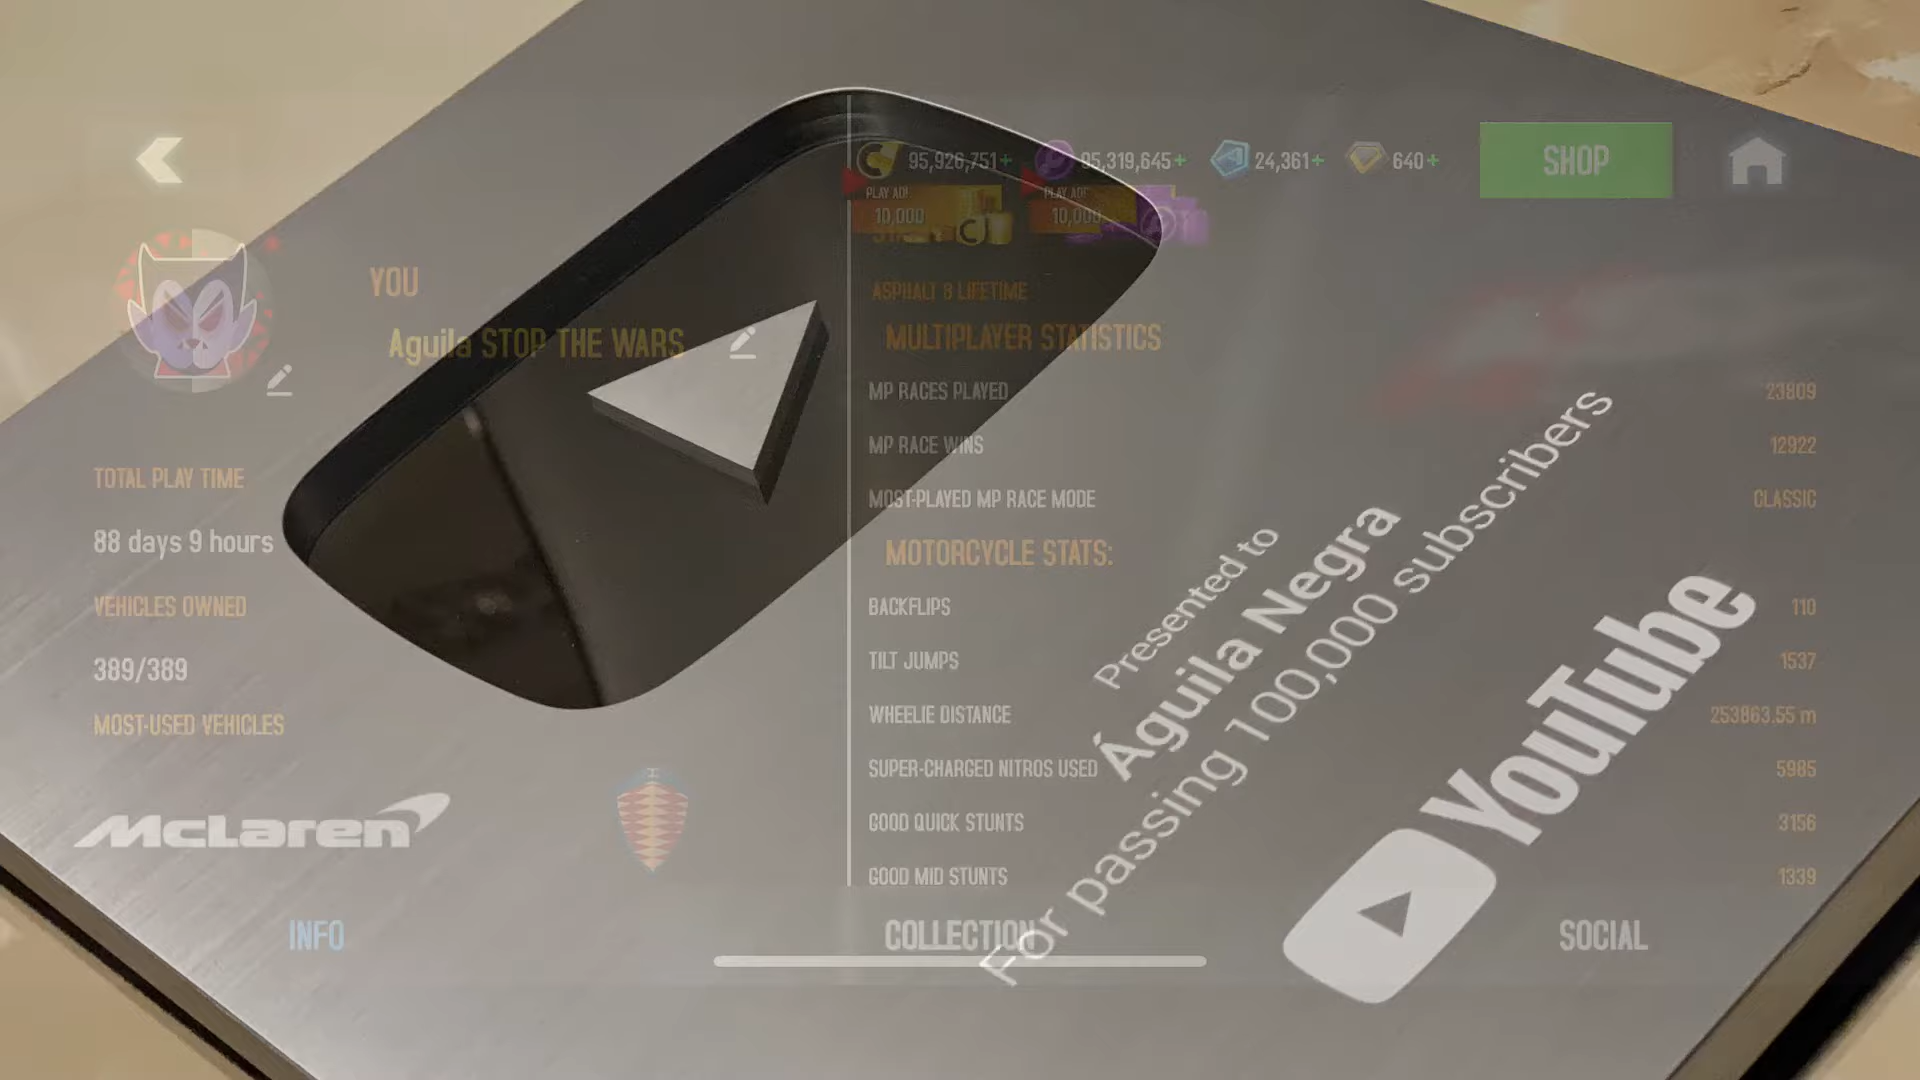 95,926,751+
95,319,645+
24,361+
640+
SHOP
PLAY AD!
10,000
PLAY AD!
10,000
YOU
Aguila STOP THE WARS
TOTAL PLAY TIME
88 days 9 hours
VEHICLES OWNED
389/389
MOST-USED VEHICLES
McLaren
ASPHALT 8 LIFETIME
MULTIPLAYER STATISTICS
MP RACES PLAYED 23809
MP RACE WINS 12922
MOST-PLAYED MP RACE MODE CLASSIC
MOTORCYCLE STATS:
BACKFLIPS 110
TILT JUMPS 1537
WHEELIE DISTANCE 253863.55 m
SUPER-CHARGED NITROS USED 5985
GOOD QUICK STUNTS 3156
GOOD MID STUNTS 1339
INFO
COLLECTION
SOCIAL
Presented to
Águila Negra
For passing 100,000 subscribers
YouTube